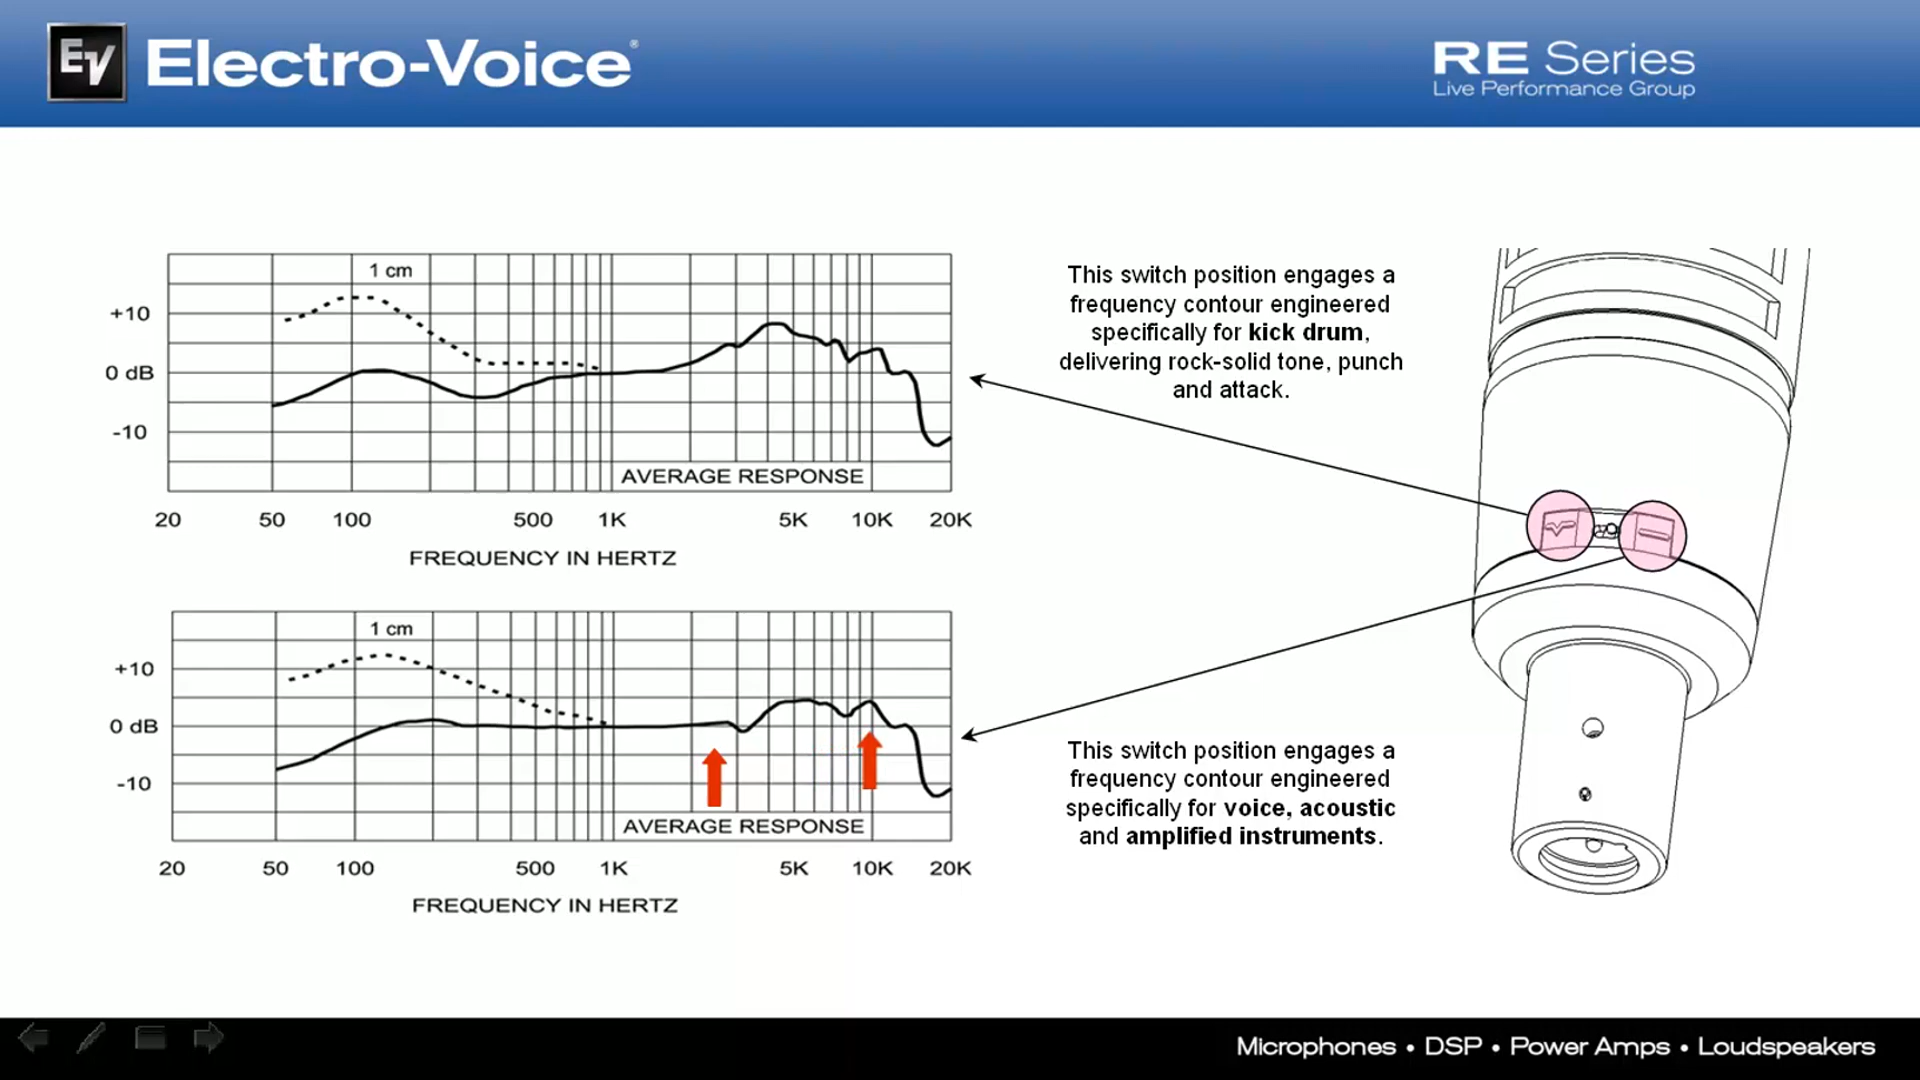 EV Electro-Voice®
RE Series
Live Performance Group
1 cm
+10
0 dB
-10
AVERAGE RESPONSE
20 50 100 500 1K 5K 10K 20K
FREQUENCY IN HERTZ
This switch position engages a
frequency contour engineered
specifically for kick drum,
delivering rock-solid tone, punch
and attack.
1 cm
+10
0 dB
-10
AVERAGE RESPONSE
20 50 100 500 1K 5K 10K 20K
FREQUENCY IN HERTZ
This switch position engages a
frequency contour engineered
specifically for voice, acoustic
and amplified instruments.
Microphones • DSP • Power Amps • Loudspeakers